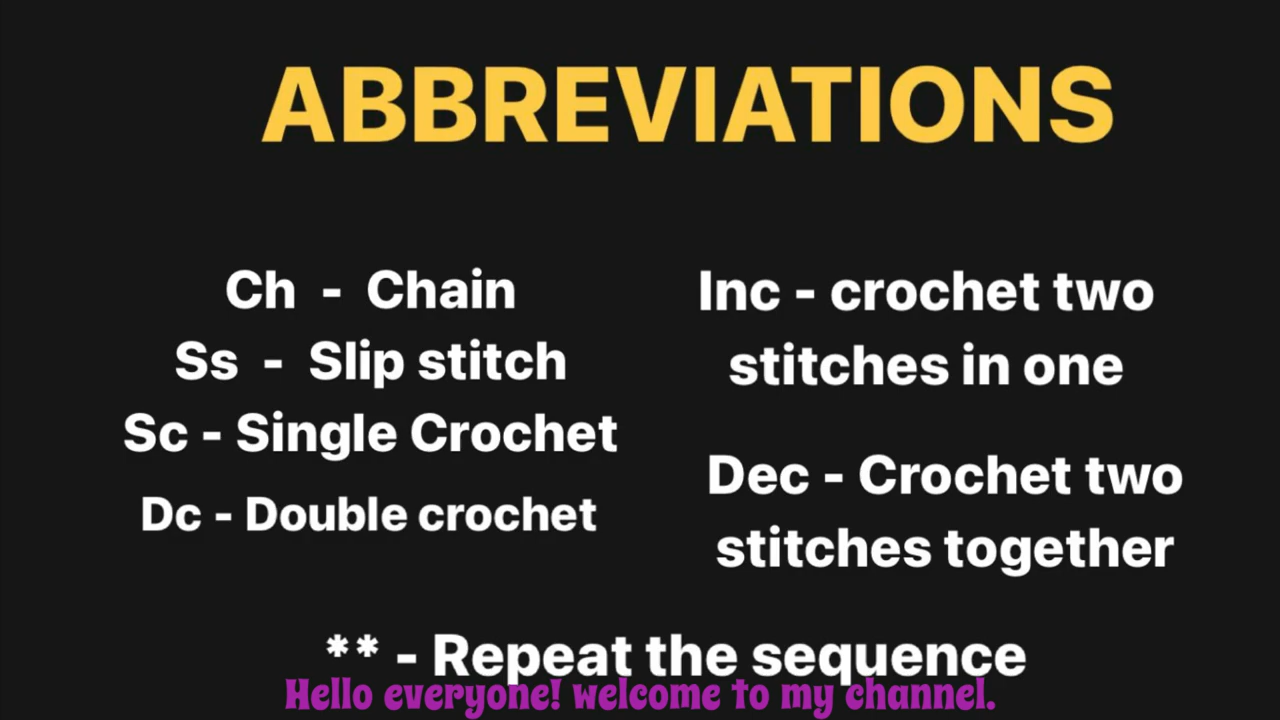 ABBREVIATIONS
Ch - Chain
Ss - Slip stitch
Sc - Single Crochet
Dc - Double crochet
Inc - crochet two
stitches in one
Dec - Crochet two
stitches together
** - Repeat the sequence
Hello everyone! welcome to my channel.